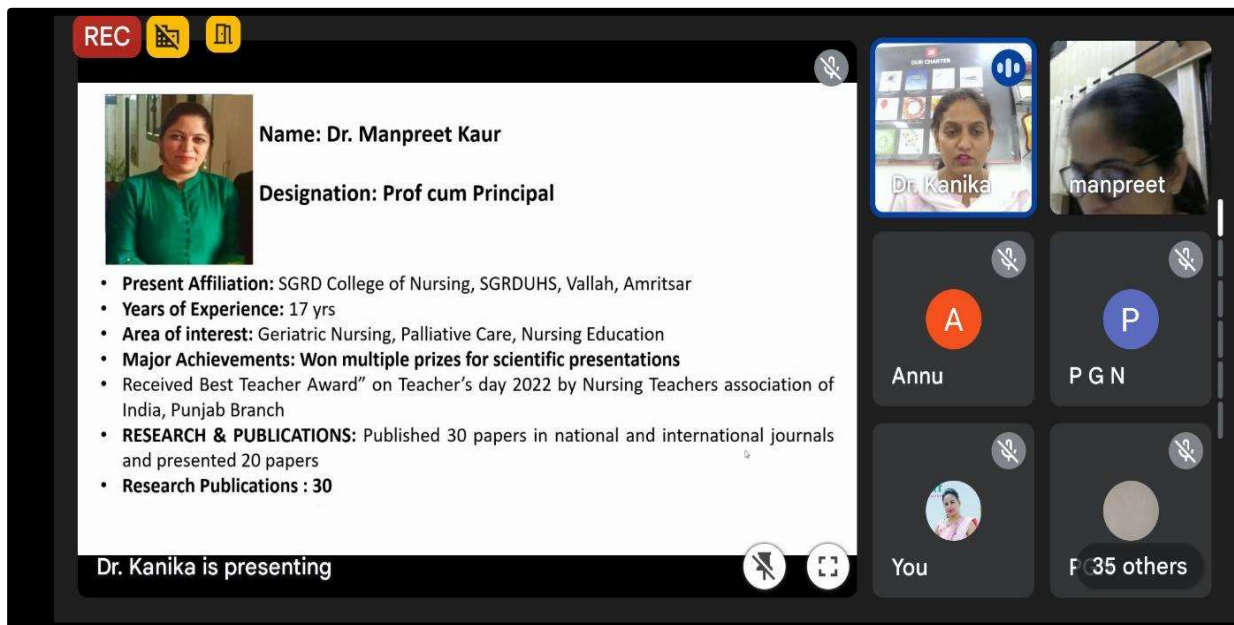 REC
Name: Dr. Manpreet Kaur
Designation: Prof cum Principal
• Present Affiliation: SGRD College of Nursing, SGRDUHS, Vallah, Amritsar
• Years of Experience: 17 yrs
• Area of interest: Geriatric Nursing, Palliative Care, Nursing Education
• Major Achievements: Won multiple prizes for scientific presentations
• Received Best Teacher Award” on Teacher’s day 2022 by Nursing Teachers association of
India, Punjab Branch
• RESEARCH & PUBLICATIONS: Published 30 papers in national and international journals
and presented 20 papers
• Research Publications : 30
Dr. Kanika is presenting
OUR CHARTER
Dr. Kanika
manpreet
A
Annu
P
P G N
You
35 others